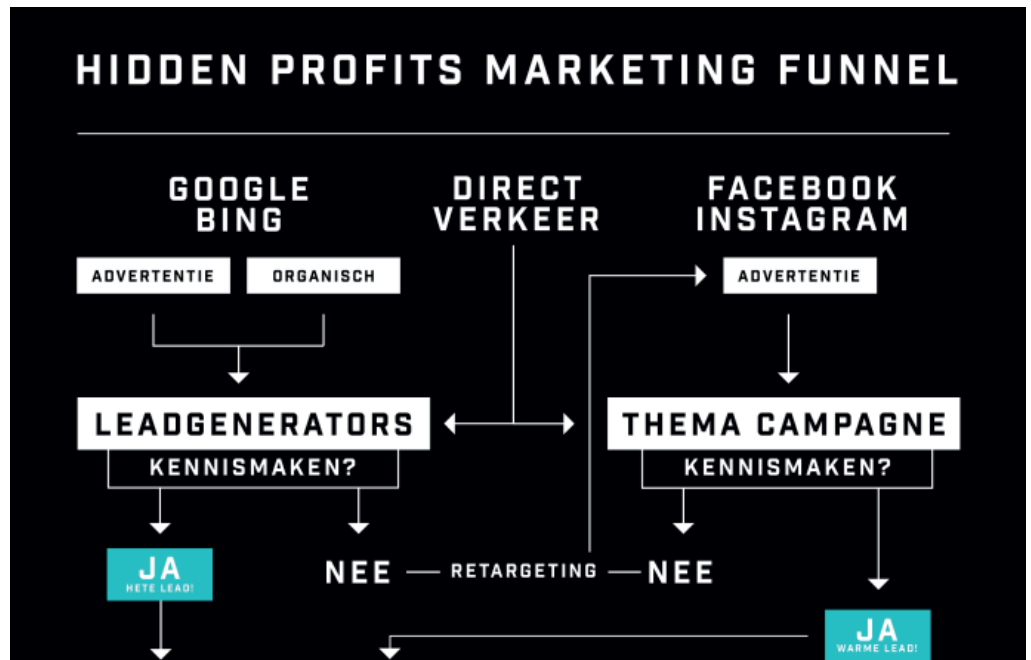 HIDDEN PROFITS MARKETING FUNNEL
GOOGLE
BING
DIRECT
VERKEER
FACEBOOK
INSTAGRAM
ADVERTENTIE
ORGANISCH
ADVERTENTIE
LEADGENERATORS
KENNISMAKEN?
THEMA CAMPAGNE
KENNISMAKEN?
JA
HETE LEAD!
NEE
RETARGETING
NEE
JA
WARME LEAD!